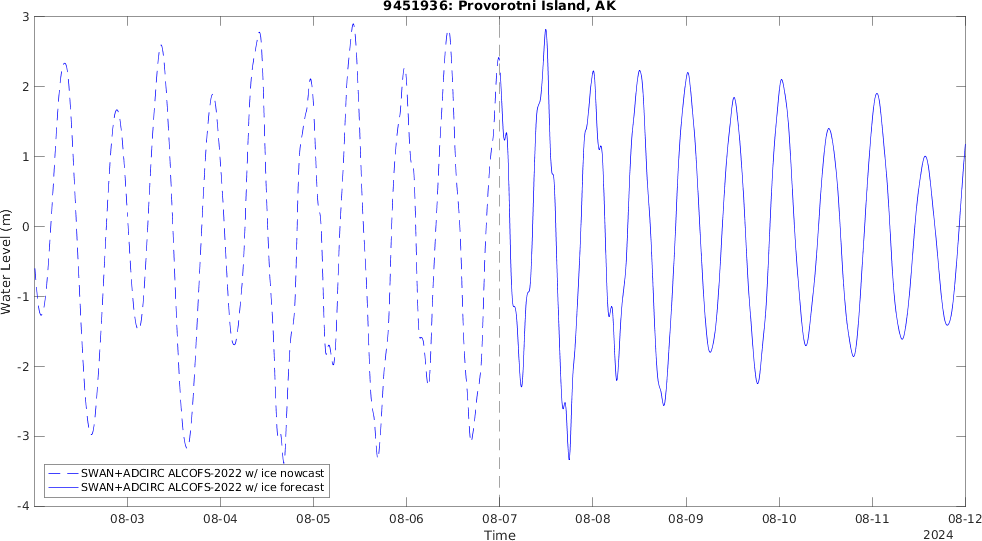 9451936: Provorotni Island, AK
3
2
1
0
-1
-2
-3
-4
Water Level (m)
SWAN+ADCIRC ALCOFS-2022 w/ ice nowcast
SWAN+ADCIRC ALCOFS-2022 w/ ice forecast
08-03 08-04 08-05 08-06 08-07 08-08 08-09 08-10 08-11 08-12
Time
2024